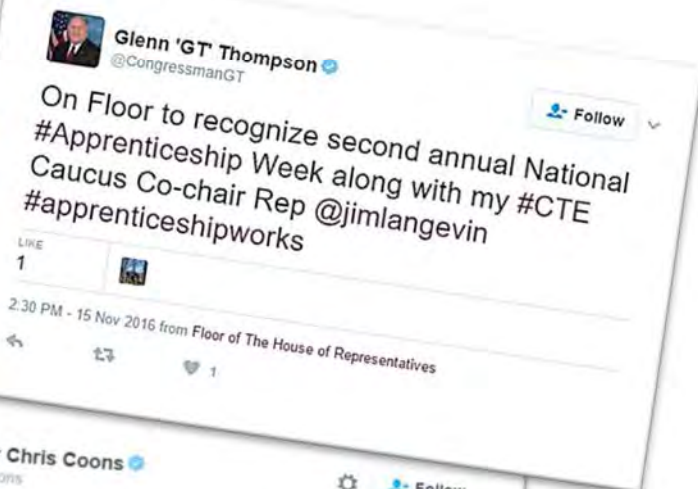 Glenn 'GT' Thompson
@CongressmanGT
Follow
On Floor to recognize second annual National
#Apprenticeship Week along with my #CTE
Caucus Co-chair Rep @jimlangevin
#apprenticeshipworks
LIKE
1
2:30 PM - 15 Nov 2016 from Floor of The House of Representatives
1
Chris Coons